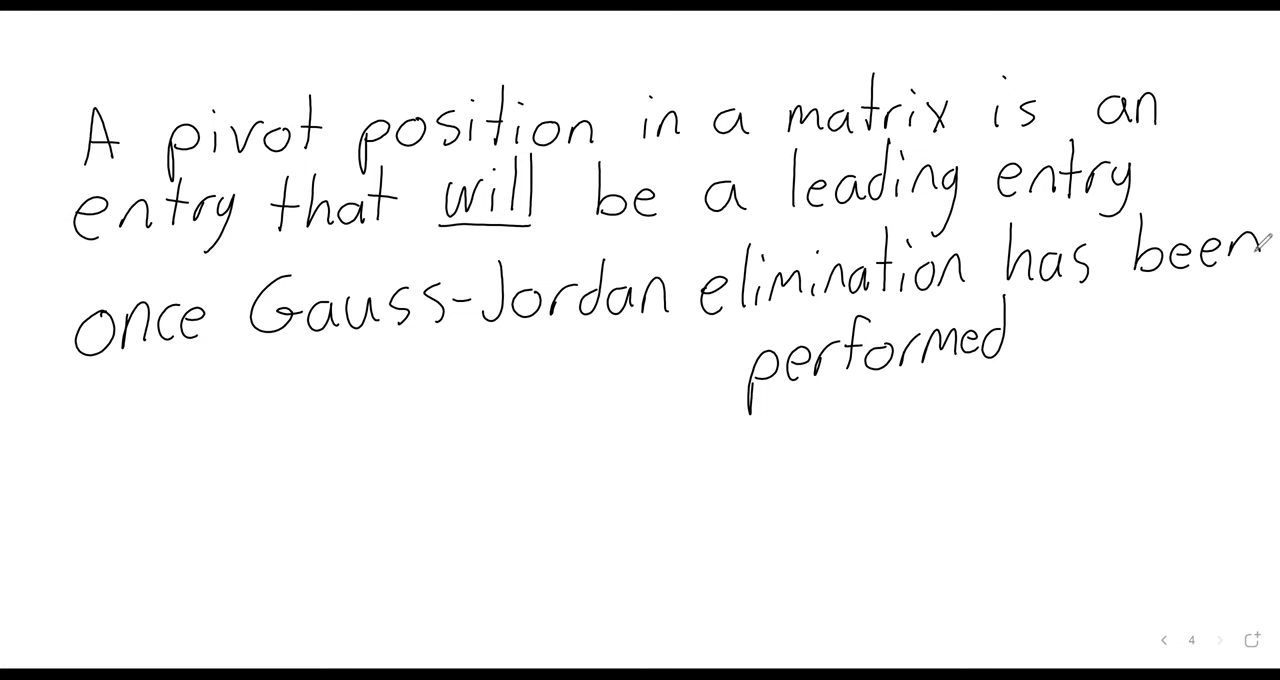 A pivot position in a matrix is an
entry that will be a leading entry
once Gauss-Jordan elimination has been
performed
4